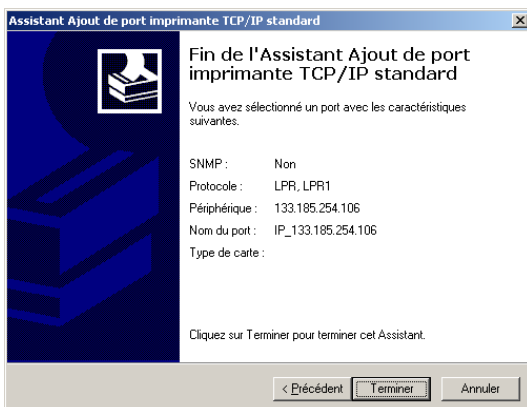 Assistant Ajout de port imprimante TCP/IP standard
Fin de l'Assistant Ajout de port
imprimante TCP/IP standard
Vous avez sélectionné un port avec les caractéristiques
suivantes.
SNMP : Non
Protocole : LPR, LPR1
Périphérique : 133.185.254.106
Nom du port : IP_133.185.254.106
Type de carte :
Cliquez sur Terminer pour terminer cet Assistant.
< Précédent Terminer Annuler